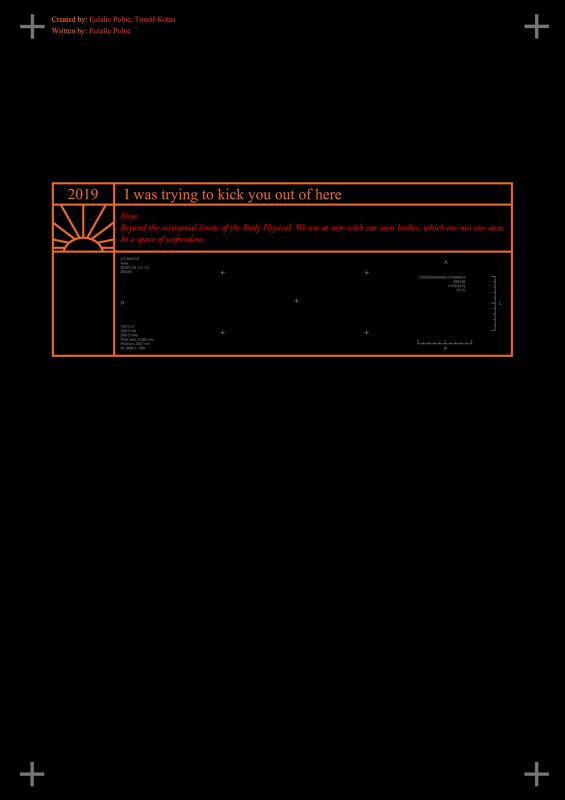 Created by: Eulalie Polne, Tomáš Kotas
Written by: Eulalie Polne
2019
I was trying to kick you out of here
Now.
Beyond the existential limits of the Body Physical. We are at war with our own bodies, which are not our own.
In a space of unfreedom.
A
R
L
P